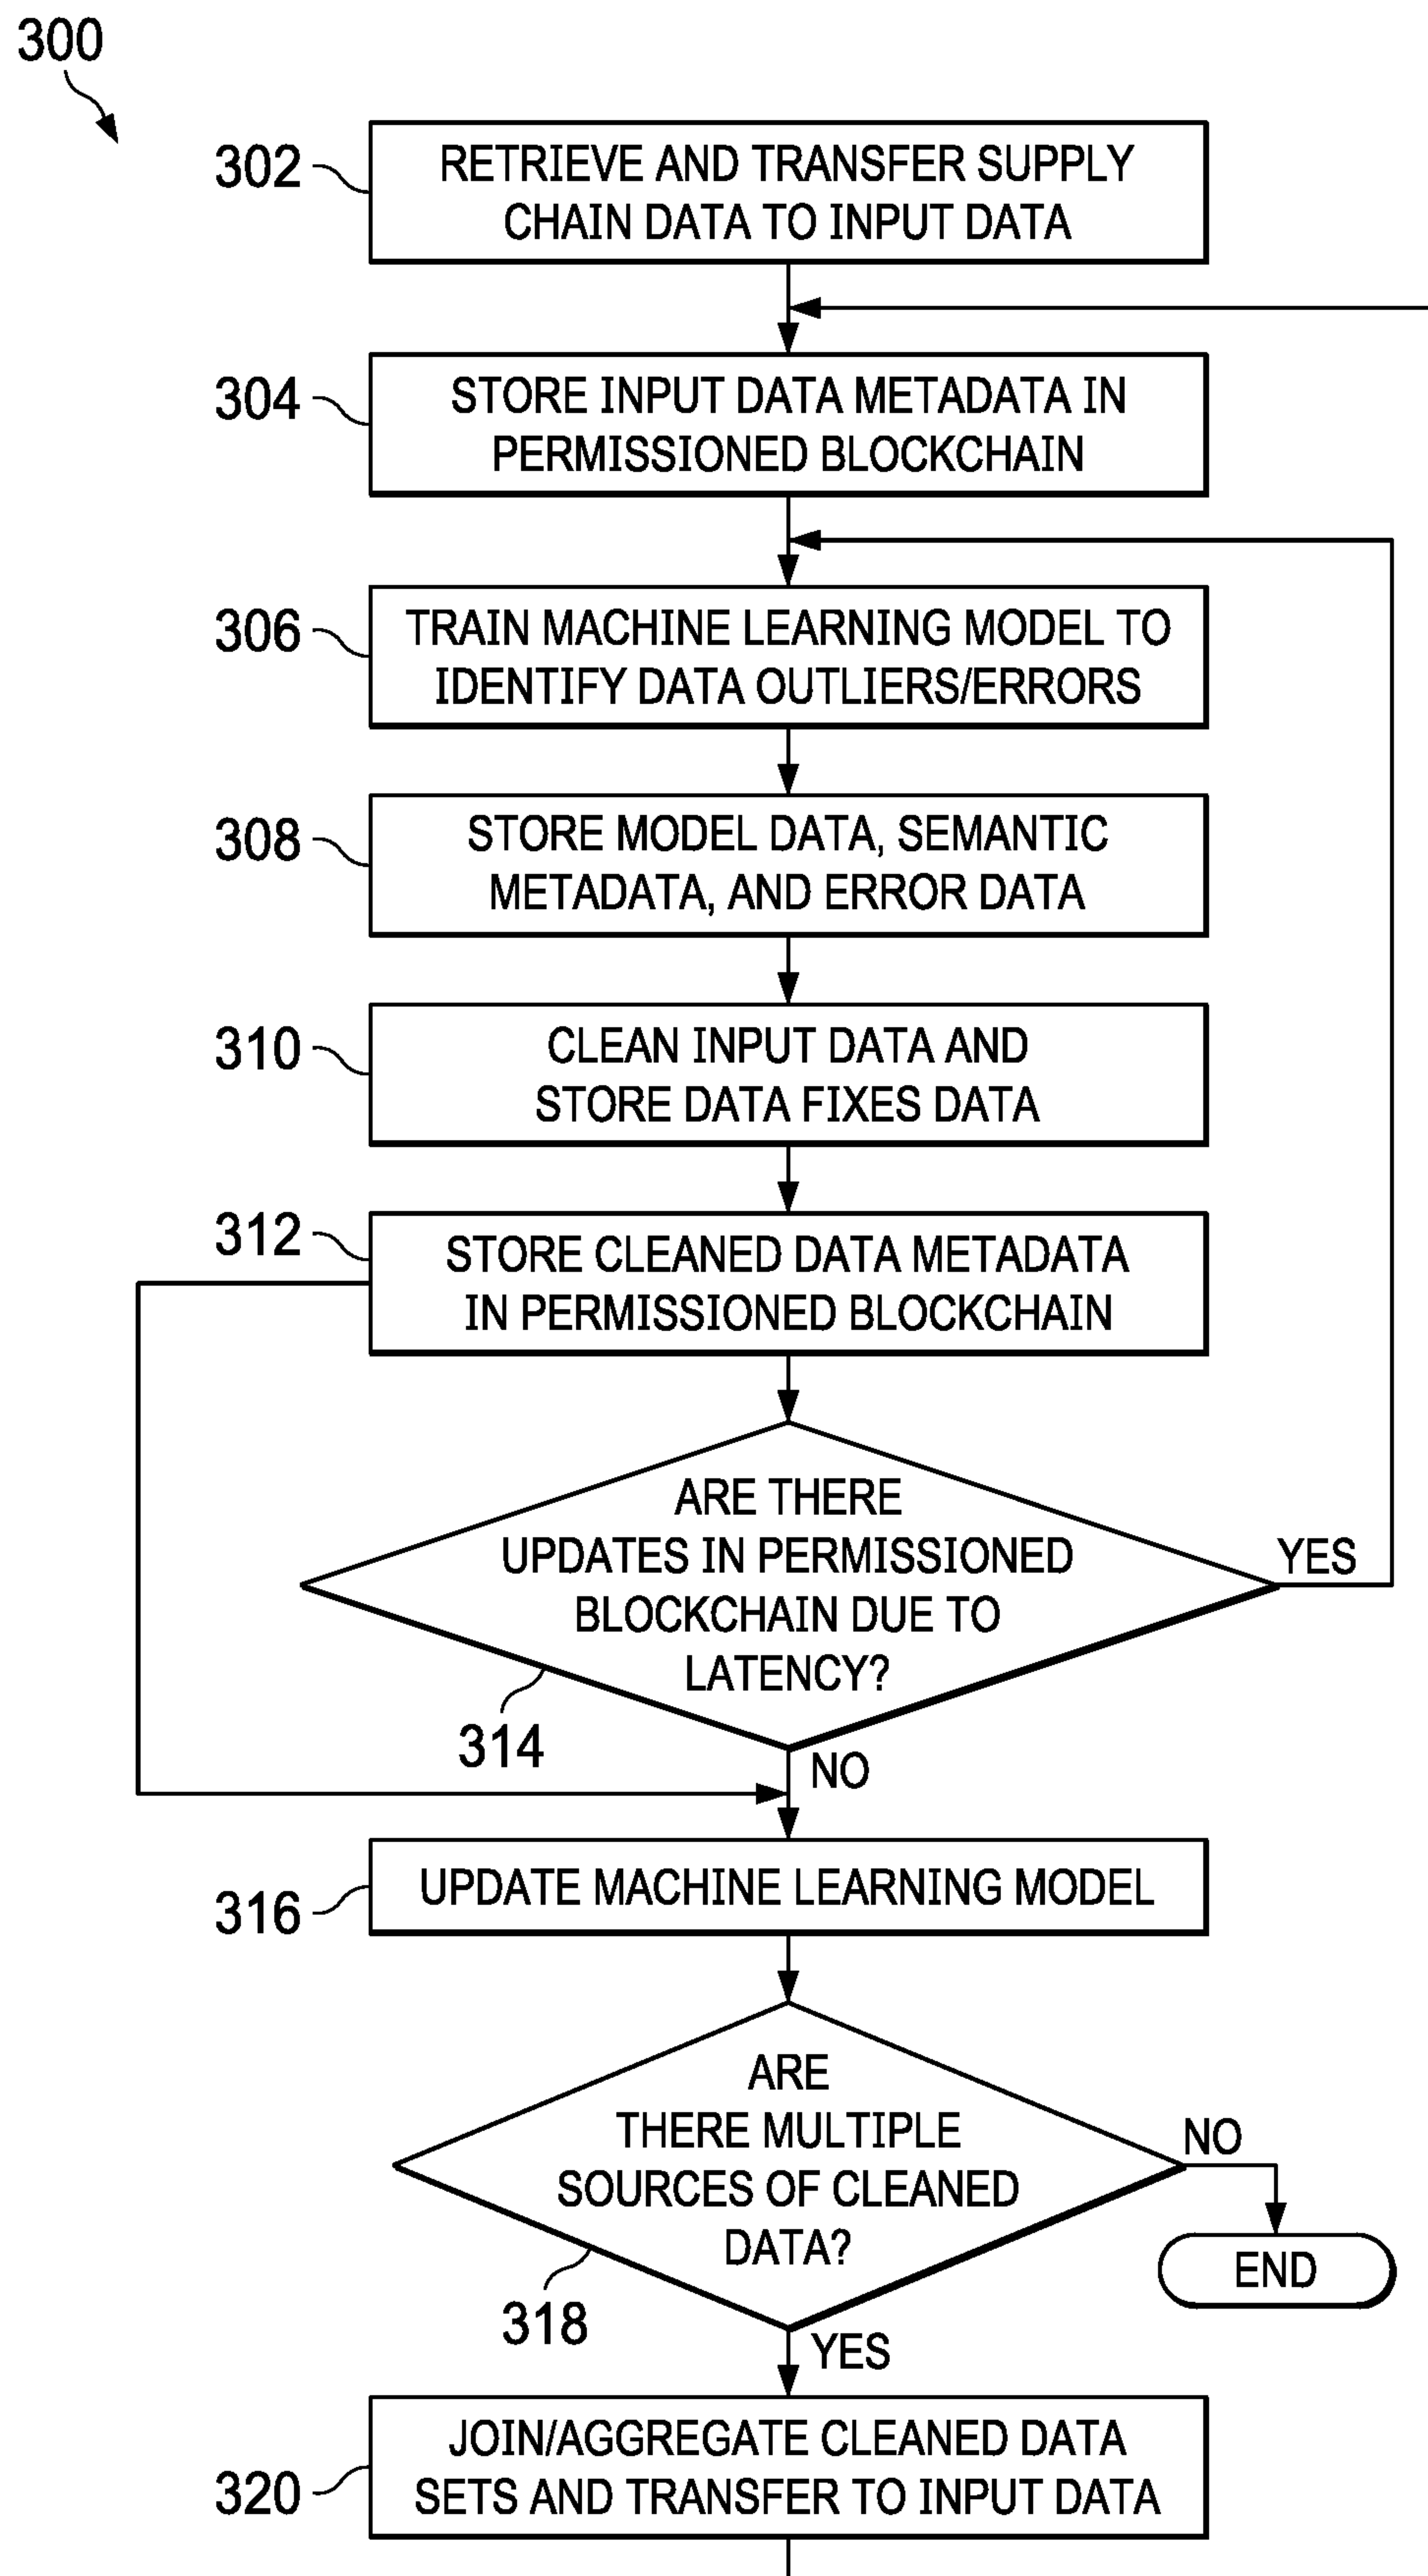 300
302
RETRIEVE AND TRANSFER SUPPLY
CHAIN DATA TO INPUT DATA
304
STORE INPUT DATA METADATA IN
PERMISSIONED BLOCKCHAIN
306
TRAIN MACHINE LEARNING MODEL TO
IDENTIFY DATA OUTLIERS/ERRORS
308
STORE MODEL DATA, SEMANTIC
METADATA, AND ERROR DATA
310
CLEAN INPUT DATA AND
STORE DATA FIXES DATA
312
STORE CLEANED DATA METADATA
IN PERMISSIONED BLOCKCHAIN
ARE THERE
UPDATES IN PERMISSIONED
BLOCKCHAIN DUE TO
LATENCY?
YES
314
NO
316
UPDATE MACHINE LEARNING MODEL
ARE
THERE MULTIPLE
SOURCES OF CLEANED
DATA?
NO
END
318
YES
320
JOIN/AGGREGATE CLEANED DATA
SETS AND TRANSFER TO INPUT DATA